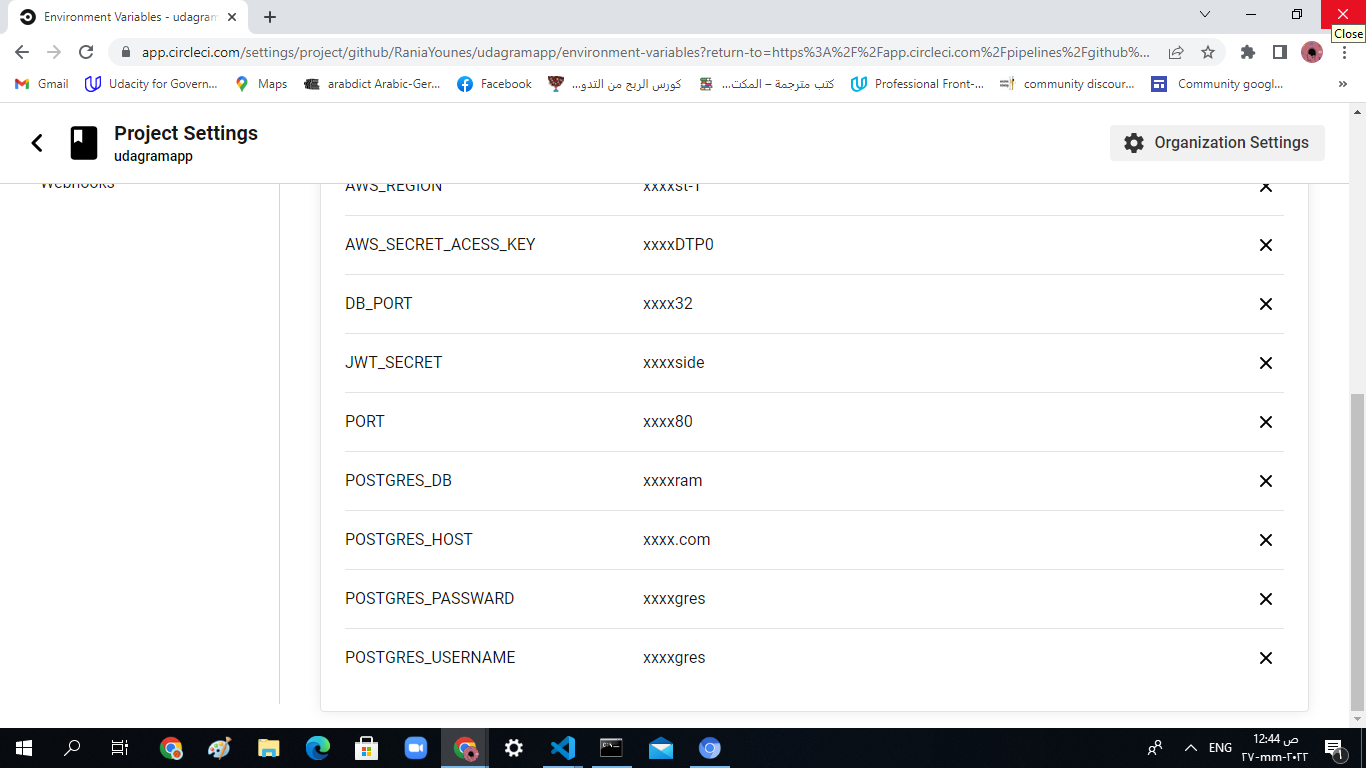 Environment Variables - udagram
Close
app.circleci.com/settings/project/github/RaniaYounes/udagramapp/environment-variables?return-to=https%3A%2F%2Fapp.circleci.com%2Fpipelines%2Fgithub%...
Gmail
Udacity for Govern...
Maps
arabdict Arabic-Ger...
Facebook
كورس الربح من التدو...
كتب مترجمة – المكت...
Professional Front-...
community discour...
Community googl...
»
Project Settings
udagramapp
Organization Settings
Webhooks
AWS_REGION xxxxst-1
AWS_SECRET_ACESS_KEY xxxxDTP0
DB_PORT xxxx32
JWT_SECRET xxxxside
PORT xxxx80
POSTGRES_DB xxxxram
POSTGRES_HOST xxxx.com
POSTGRES_PASSWARD xxxxgres
POSTGRES_USERNAME xxxxgres
ENG
12:44 ص
٢٧-mm-٢٠٢٢
1